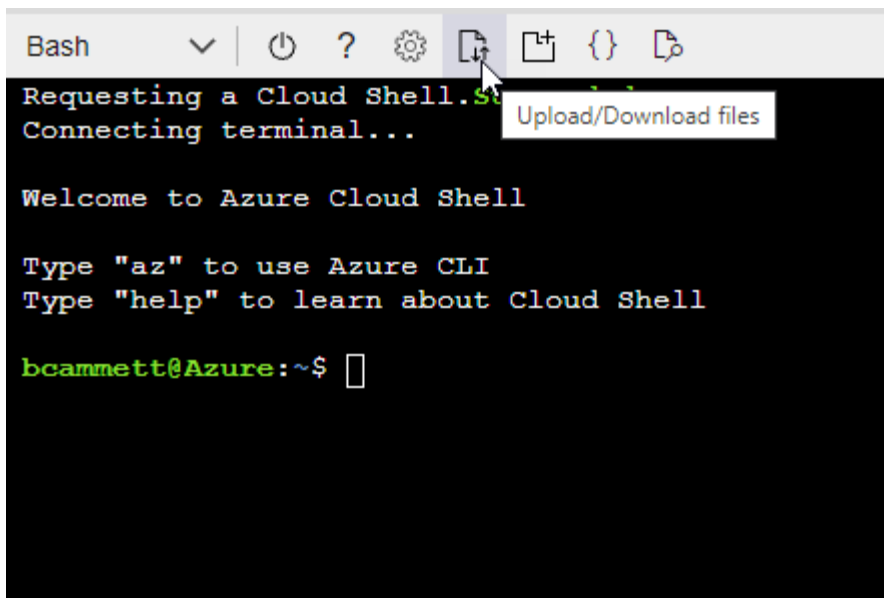 Bash
?
{}
Requesting a Cloud Shell.
Upload/Download files
Connecting terminal...
Welcome to Azure Cloud Shell
Type "az" to use Azure CLI
Type "help" to learn about Cloud Shell
bcammett@Azure:~$